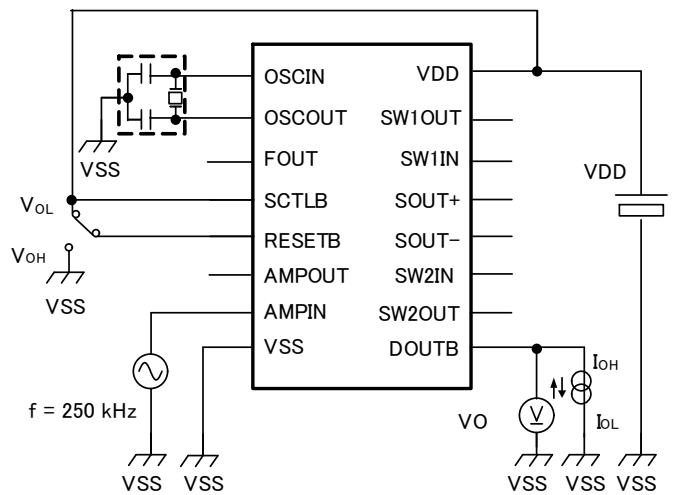 OSCIN
OSCOUT
FOUT
SCTLB
RESETB
AMPOUT
AMPIN
VSS
VDD
SW1OUT
SW1IN
SOUT+
SOUT−
SW2IN
SW2OUT
DOUTB
VSS
VOL
VOH
VSS
f = 250 kHz
VSS
VSS
VDD
VO
V
IOH
IOL
VSS
VSS
VSS